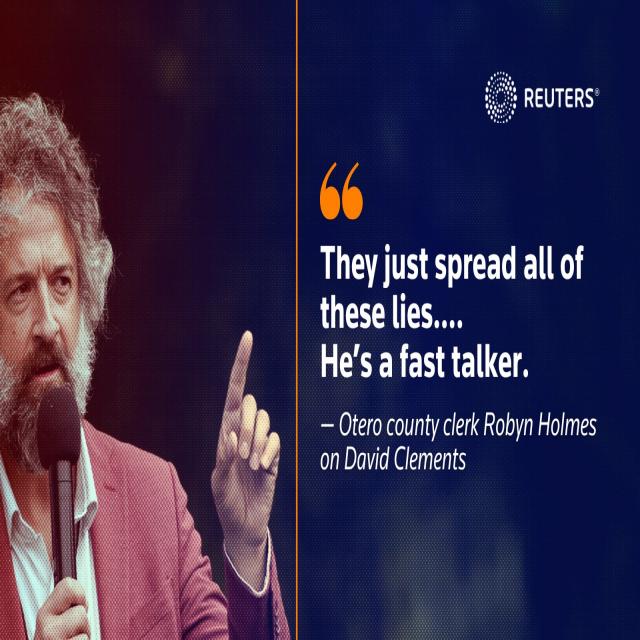 REUTERS®
They just spread all of
these lies....
He's a fast talker.
– Otero county clerk Robyn Holmes
on David Clements